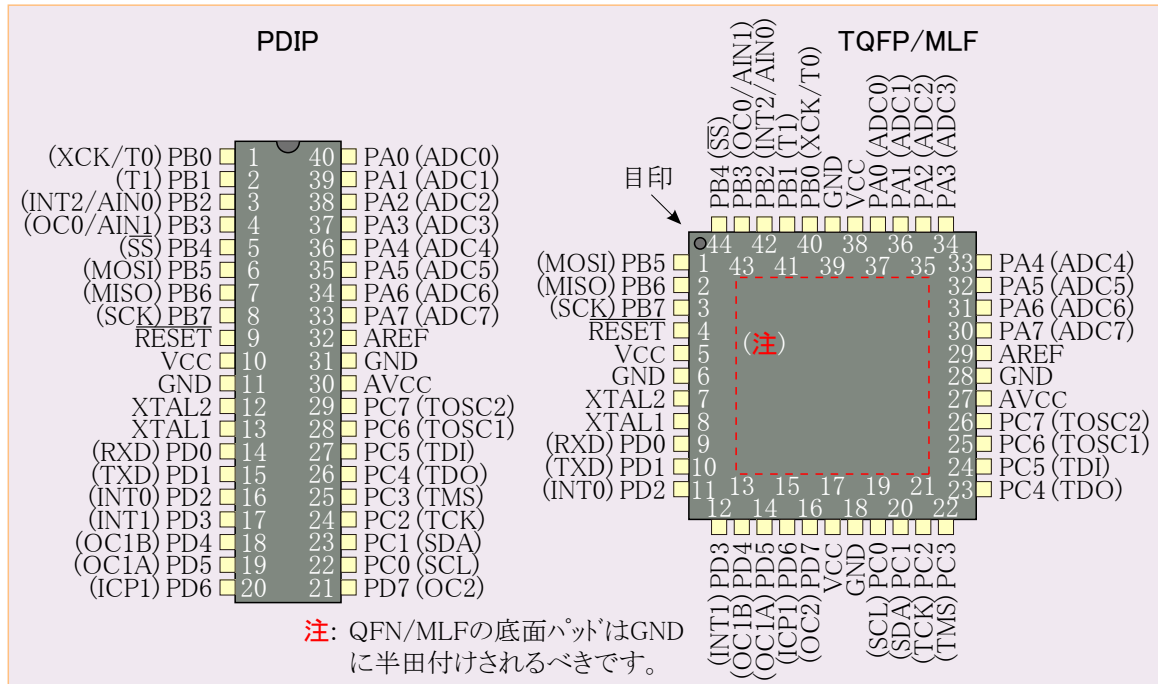 PDIP
(XCK/T0) PB0 1 40 PA0 (ADC0)
(T1) PB1 2 39 PA1 (ADC1)
(INT2/AIN0) PB2 3 38 PA2 (ADC2)
(OC0/AIN1) PB3 4 37 PA3 (ADC3)
(S̅S̅) PB4 5 36 PA4 (ADC4)
(MOSI) PB5 6 35 PA5 (ADC5)
(MISO) PB6 7 34 PA6 (ADC6)
(SCK) PB7 8 33 PA7 (ADC7)
R̅E̅S̅E̅T̅ 9 32 AREF
VCC 10 31 GND
GND 11 30 AVCC
XTAL2 12 29 PC7 (TOSC2)
XTAL1 13 28 PC6 (TOSC1)
(RXD) PD0 14 27 PC5 (TDI)
(TXD) PD1 15 26 PC4 (TDO)
(INT0) PD2 16 25 PC3 (TMS)
(INT1) PD3 17 24 PC2 (TCK)
(OC1B) PD4 18 23 PC1 (SDA)
(OC1A) PD5 19 22 PC0 (SCL)
(ICP1) PD6 20 21 PD7 (OC2)
TQFP/MLF
PB4 (S̅S̅)
PB3 (OC0/AIN1)
PB2 (INT2/AIN0)
PB1 (T1)
PB0 (XCK/T0)
GND
VCC
PA0 (ADC0)
PA1 (ADC1)
PA2 (ADC2)
PA3 (ADC3)
目印
44 42 40 38 36 34
43 41 39 37 35
(MOSI) PB5 1 33 PA4 (ADC4)
(MISO) PB6 2 32 PA5 (ADC5)
(SCK) PB7 3 31 PA6 (ADC6)
R̅E̅S̅E̅T̅ 4 30 PA7 (ADC7)
(注)
VCC 5 29 AREF
GND 6 28 GND
XTAL2 7 27 AVCC
XTAL1 8 26 PC7 (TOSC2)
(RXD) PD0 9 25 PC6 (TOSC1)
(TXD) PD1 10 24 PC5 (TDI)
(INT0) PD2 11 23 PC4 (TDO)
13 15 17 19 21
12 14 16 18 20 22
(INT1) PD3
(OC1B) PD4
(OC1A) PD5
(ICP1) PD6
(OC2) PD7
VCC
GND
(SCL) PC0
(SDA) PC1
(TCK) PC2
(TMS) PC3
注: QFN/MLFの底面パッドはGND
に半田付けされるべきです。